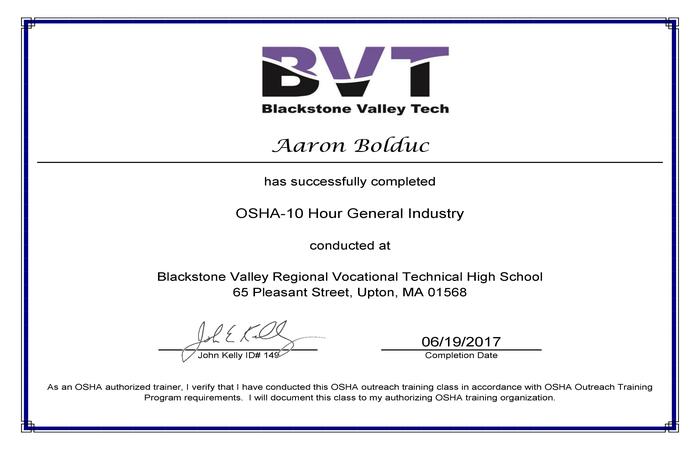 BVT
Blackstone Valley Tech
Aaron Bolduc
has successfully completed
OSHA-10 Hour General Industry
conducted at
Blackstone Valley Regional Vocational Technical High School
65 Pleasant Street, Upton, MA 01568
John E Kelly
06/19/2017
John Kelly ID# 149
Completion Date
As an OSHA authorized trainer, I verify that I have conducted this OSHA outreach training class in accordance with OSHA Outreach Training
Program requirements. I will document this class to my authorizing OSHA training organization.